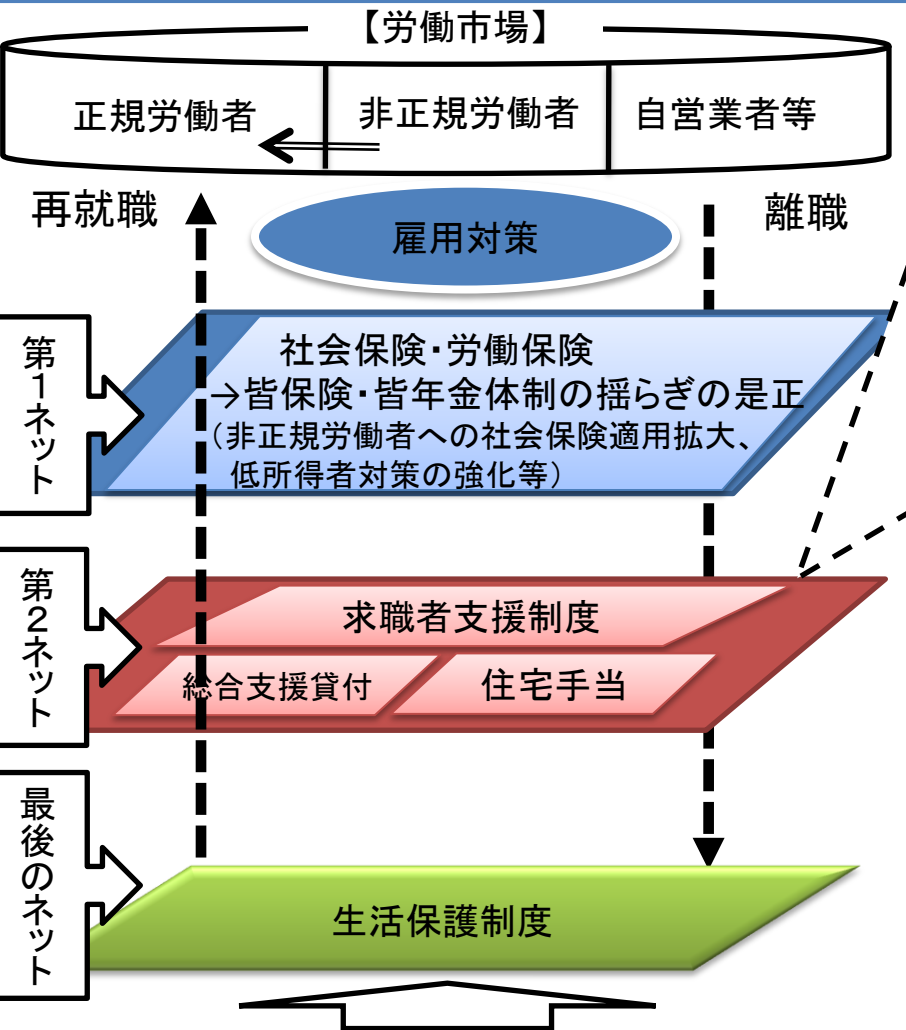 【労働市場】
正規労働者
非正規労働者
自営業者等
再就職
雇用対策
離職
第1ネット
社会保険・労働保険
→皆保険・皆年金体制の揺らぎの是正
（非正規労働者への社会保険適用拡大、
低所得者対策の強化等）
第2ネット
求職者支援制度
総合支援貸付
住宅手当
最後のネット
生活保護制度